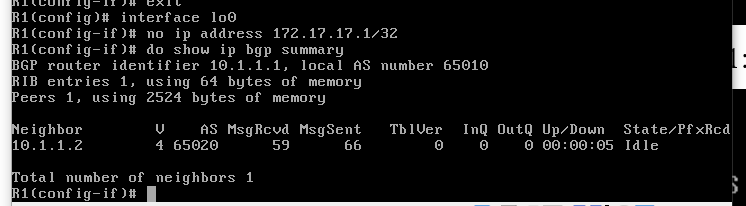 R1(config-if)# exit
R1(config)# interface lo0
R1(config-if)# no ip address 172.17.17.1/32
R1(config-if)# do show ip bgp summary
BGP router identifier 10.1.1.1, local AS number 65010
RIB entries 1, using 64 bytes of memory
Peers 1, using 2524 bytes of memory
Neighbor V AS MsgRcvd MsgSent TblVer InQ OutQ Up/Down State/PfxRcd
10.1.1.2 4 65020 59 66 0 0 0 00:00:05 Idle
Total number of neighbors 1
R1(config-if)#